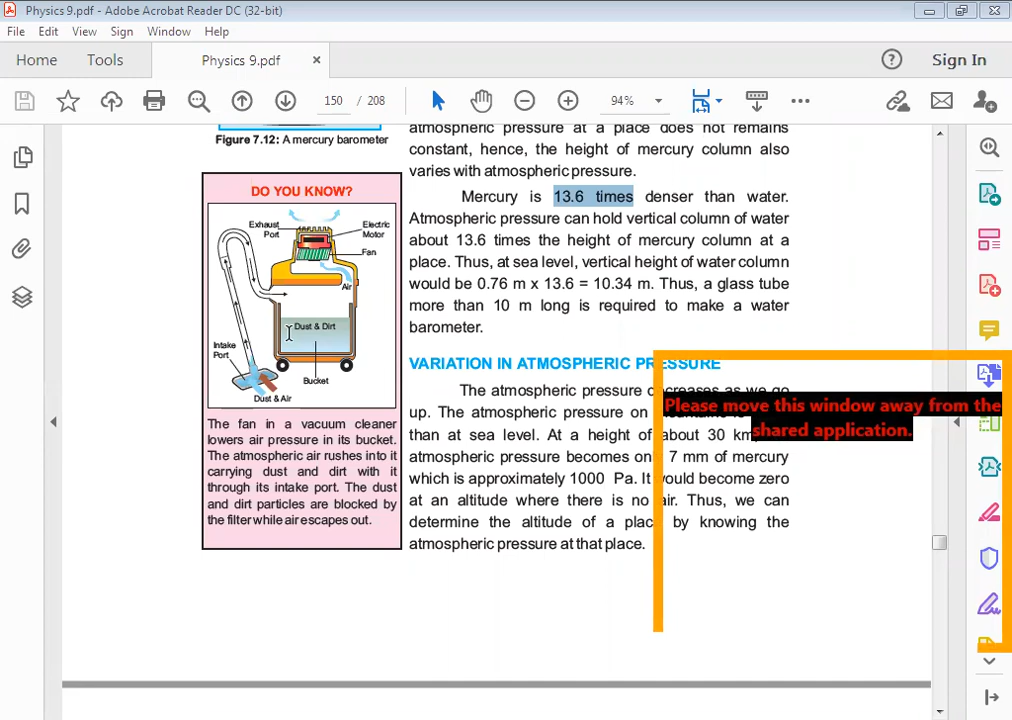 Physics 9.pdf - Adobe Acrobat Reader DC (32-bit)
File Edit View Sign Window Help
Home Tools Physics 9.pdf × Sign In
150 / 208 94%
Figure 7.12: A mercury barometer
DO YOU KNOW?
Exhaust
Port
Electric
Motor
Fan
Air
Dust & Dirt
Intake
Port
Bucket
Dust & Air
The fan in a vacuum cleaner
lowers air pressure in its bucket.
The atmospheric air rushes into it
carrying dust and dirt with it
through its intake port. The dust
and dirt particles are blocked by
the filter while air escapes out.
atmospheric pressure at a place does not remains
constant, hence, the height of mercury column also
varies with atmospheric pressure.
Mercury is 13.6 times denser than water.
Atmospheric pressure can hold vertical column of water
about 13.6 times the height of mercury column at a
place. Thus, at sea level, vertical height of water column
would be 0.76 m x 13.6 = 10.34 m. Thus, a glass tube
more than 10 m long is required to make a water
barometer.
VARIATION IN ATMOSPHERIC PRESSURE
The atmospheric pressure decreases as we go
up. The atmospheric pressure on
than at sea level. At a height of about 30 km
atmospheric pressure becomes on 7 mm of mercury
which is approximately 1000 Pa. It would become zero
at an altitude where there is no air. Thus, we can
determine the altitude of a place by knowing the
atmospheric pressure at that place.
Please move this window away from the
shared application.